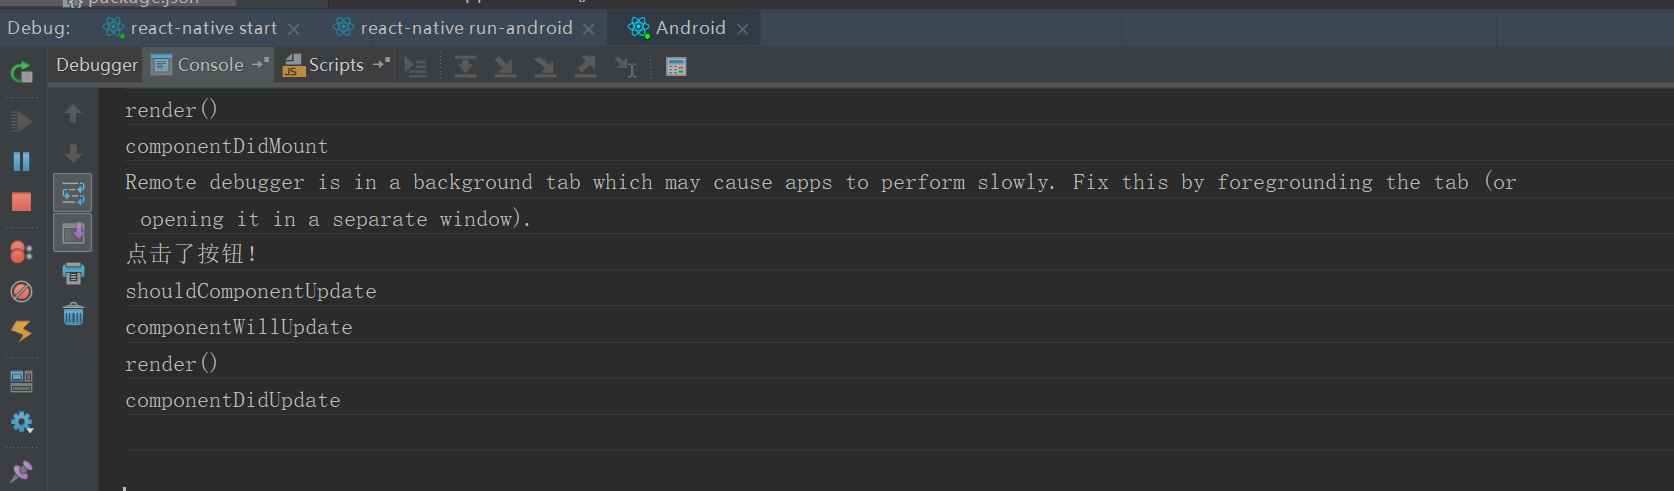 package.json
Debug: react-native start react-native run-android Android
Debugger Console Scripts
render()
componentDidMount
Remote debugger is in a background tab which may cause apps to perform slowly. Fix this by foregrounding the tab (or
opening it in a separate window).
点击了按钮!
shouldComponentUpdate
componentWillUpdate
render()
componentDidUpdate